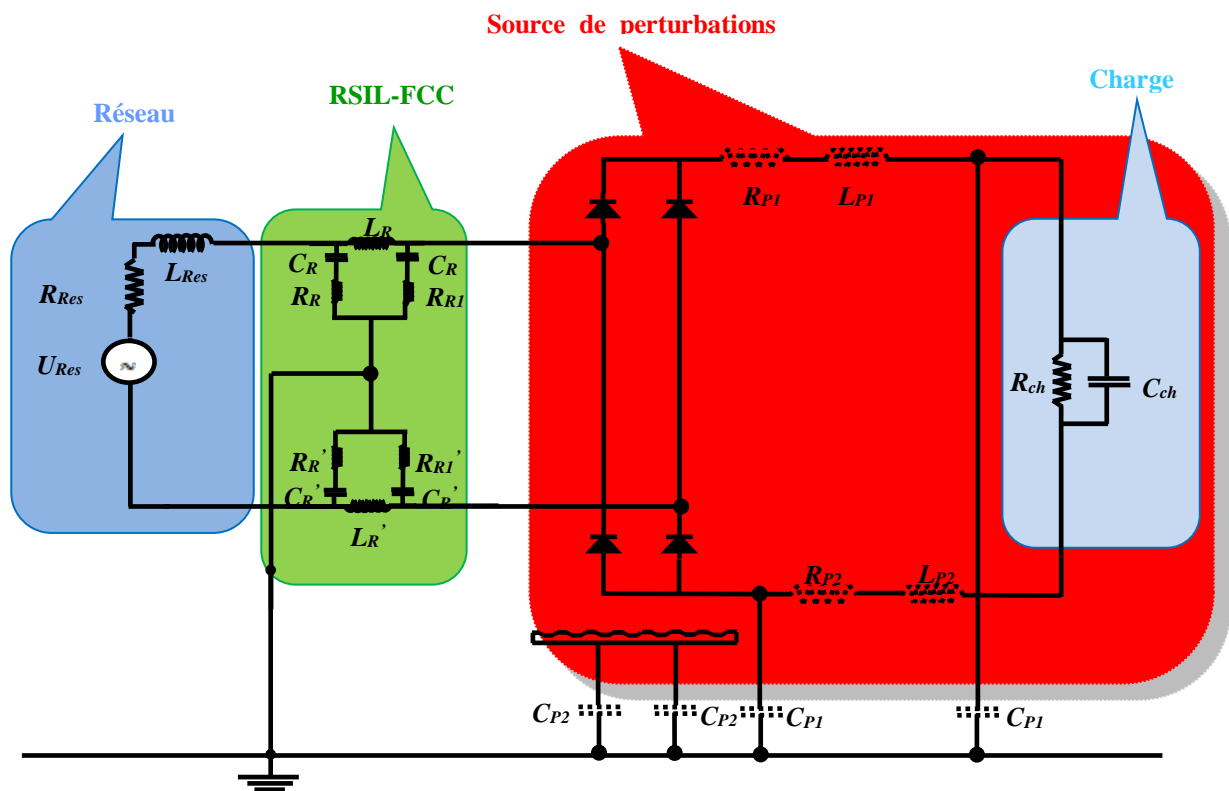 Source de perturbations
Charge
RSIL-FCC
Réseau
RP1
LP1
LR
LRes
CR
CR
RRes
RR
RR1
URes
~
Rch
Cch
RR'
RR1'
CR'
CR'
LR'
RP2
LP2
CP2
CP2
CP1
CP1